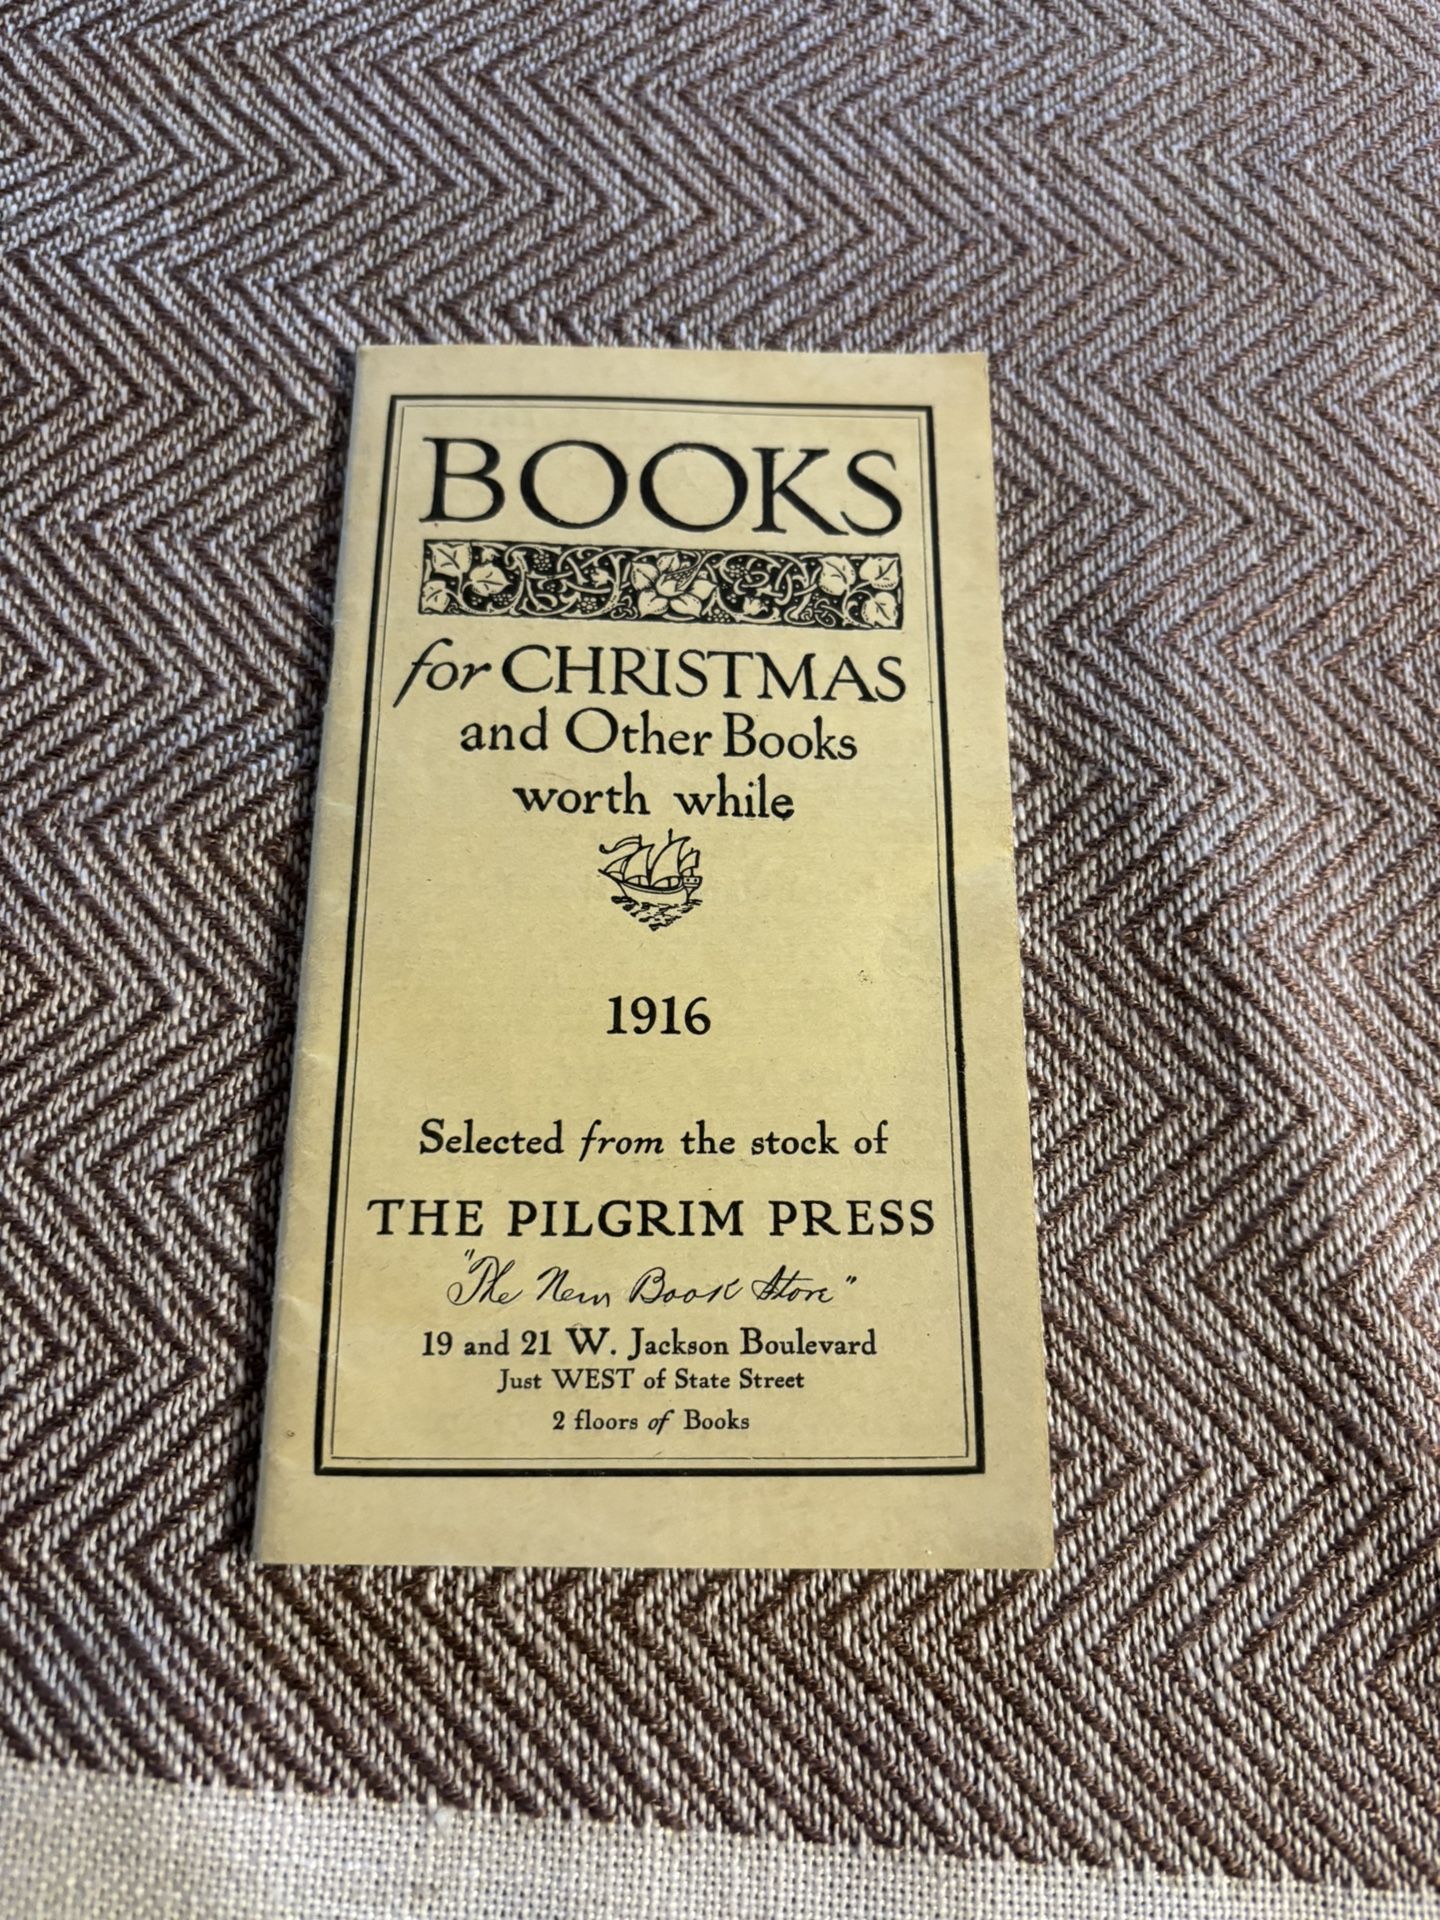 BOOKS
for CHRISTMAS
and Other Books
worth while
1916
Selected from the stock of
THE PILGRIM PRESS
"The New Book Store"
19 and 21 W. Jackson Boulevard
Just WEST of State Street
2 floors of Books